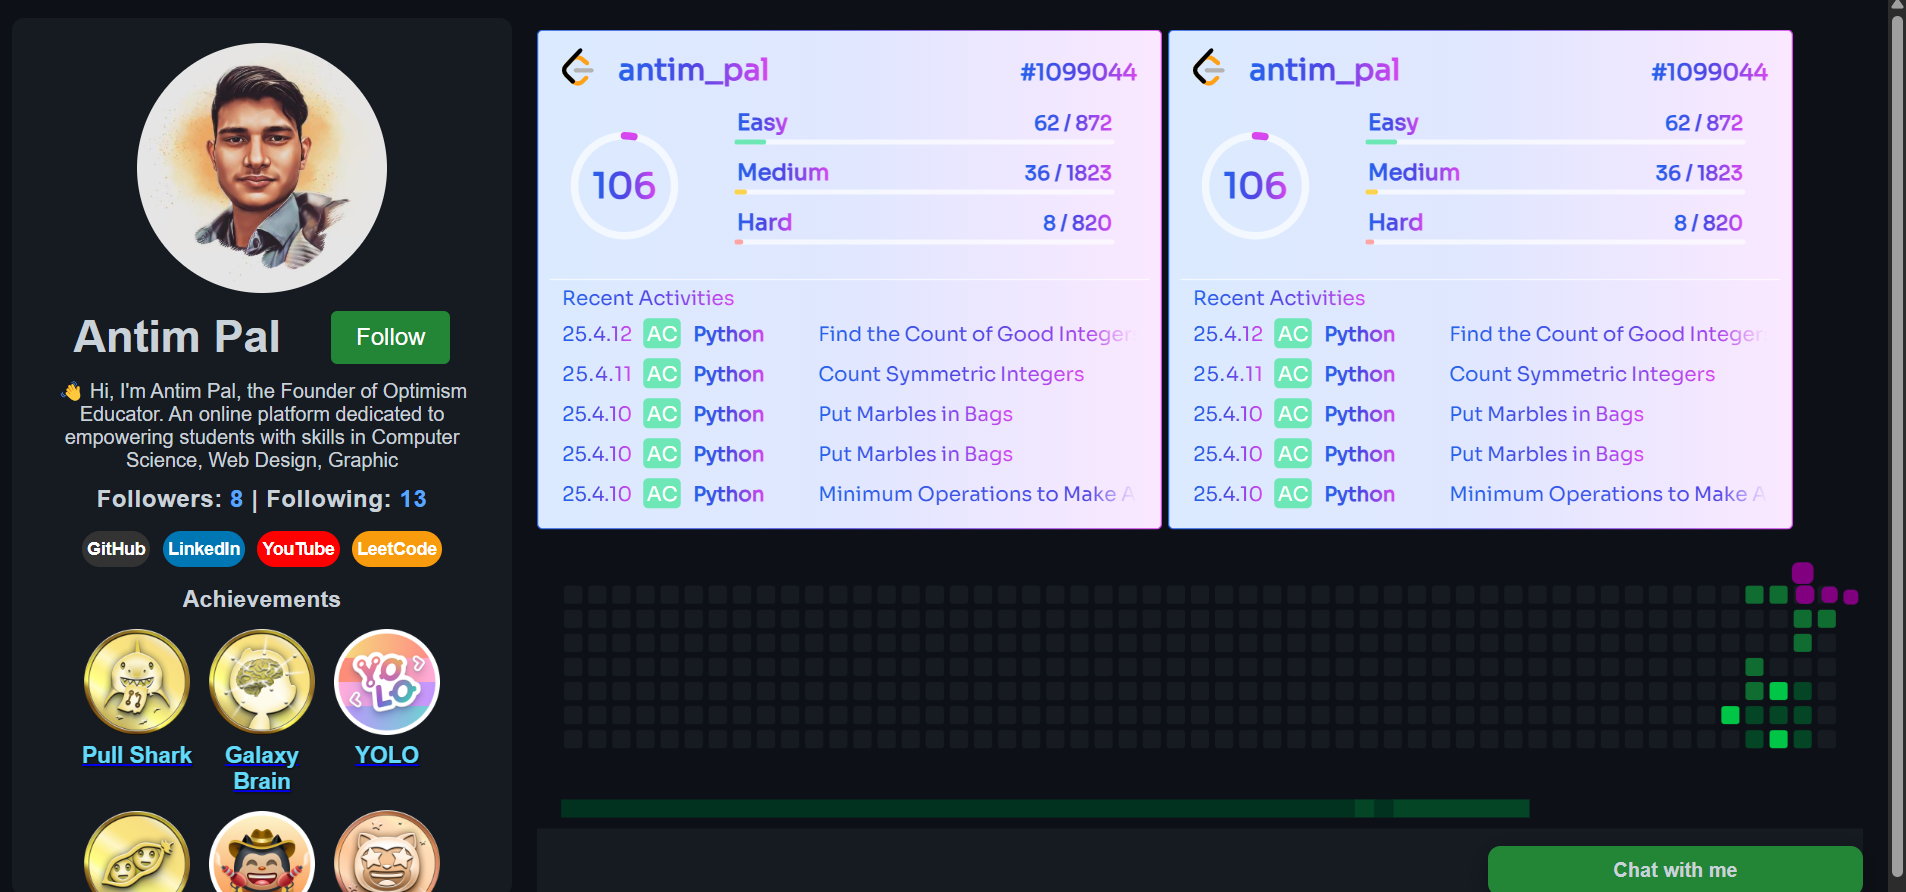 Antim Pal
Follow
👋 Hi, I'm Antim Pal, the Founder of Optimism
Educator. An online platform dedicated to
empowering students with skills in Computer
Science, Web Design, Graphic
Followers: 8 | Following: 13
GitHub LinkedIn YouTube LeetCode
Achievements
YOLO
Pull Shark
Galaxy
Brain
YOLO
antim_pal #1099044
106
Easy 62 / 872
Medium 36 / 1823
Hard 8 / 820
Recent Activities
25.4.12 AC Python Find the Count of Good Integer
25.4.11 AC Python Count Symmetric Integers
25.4.10 AC Python Put Marbles in Bags
25.4.10 AC Python Put Marbles in Bags
25.4.10 AC Python Minimum Operations to Make A
antim_pal #1099044
106
Easy 62 / 872
Medium 36 / 1823
Hard 8 / 820
Recent Activities
25.4.12 AC Python Find the Count of Good Integer
25.4.11 AC Python Count Symmetric Integers
25.4.10 AC Python Put Marbles in Bags
25.4.10 AC Python Put Marbles in Bags
25.4.10 AC Python Minimum Operations to Make A
Chat with me